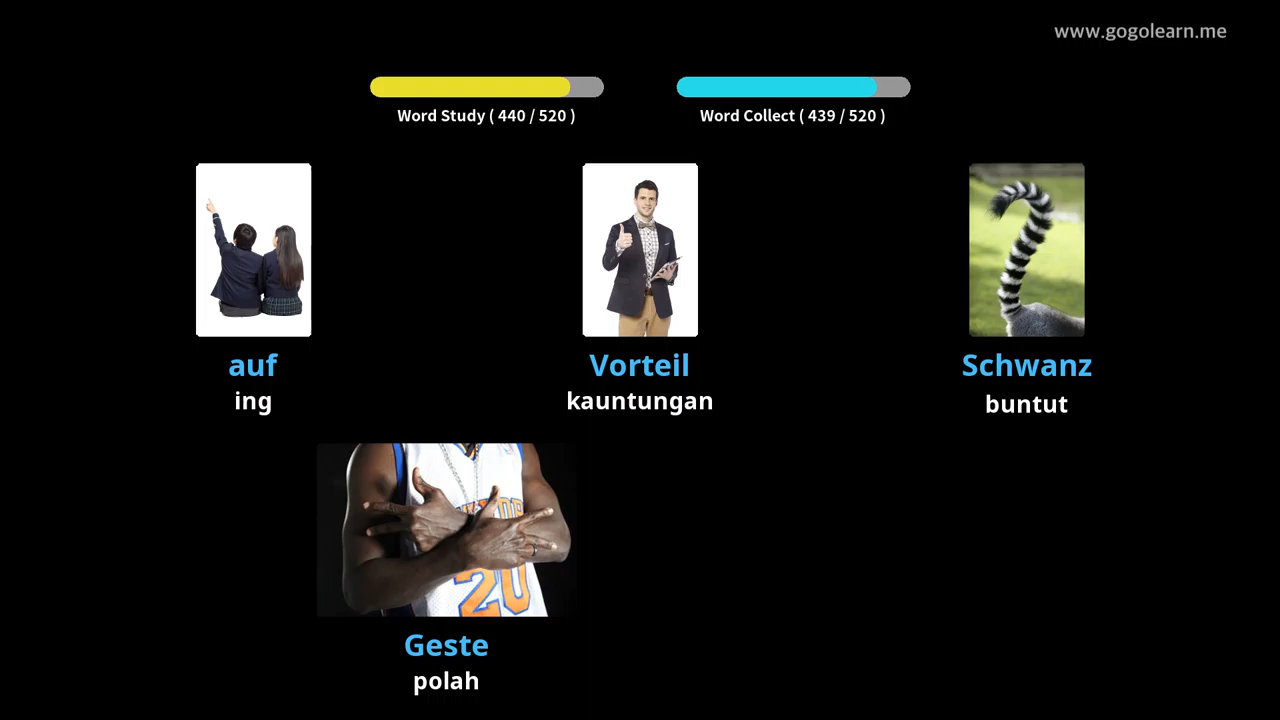 www.gogolearn.me
Word Study ( 440 / 520 )
Word Collect ( 439 / 520 )
auf
ing
Vorteil
kauntungan
Schwanz
buntut
20
Geste
polah